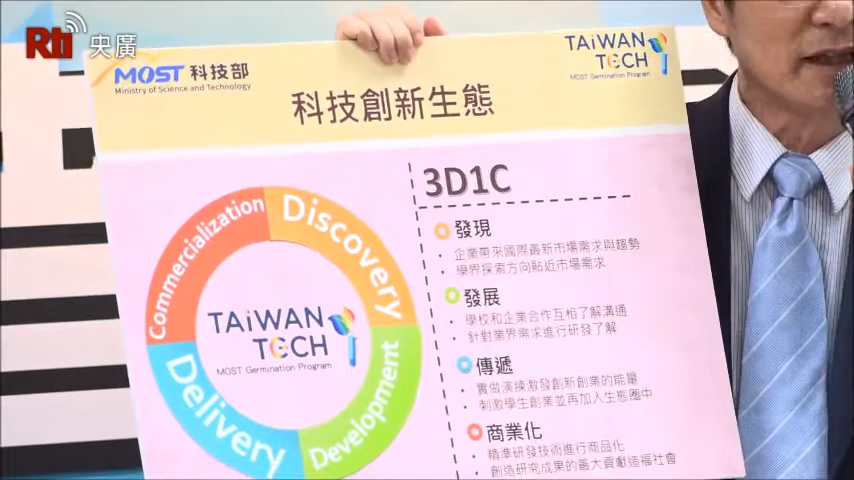 Rti 央廣
MOST 科技部
Ministry of Science and Technology
TAiWAN
TECH
MOST Germination Program
科技創新生態
3D1C
Commercialization
Discovery
Delivery
Development
TAiWAN
TECH
MOST Germination Program
發現
• 企業帶來國際最新市場需求與趨勢
• 學界探索方向貼近市場需求
發展
• 學校和企業合作互相了解溝通
• 針對業界需求進行研發了解
傳遞
• 實做演練激發創新創業的能量
• 刺激學生創業並再加入生態圈中
商業化
• 精準研發技術進行商品化
• 創造研究成果的最大貢獻造福社會